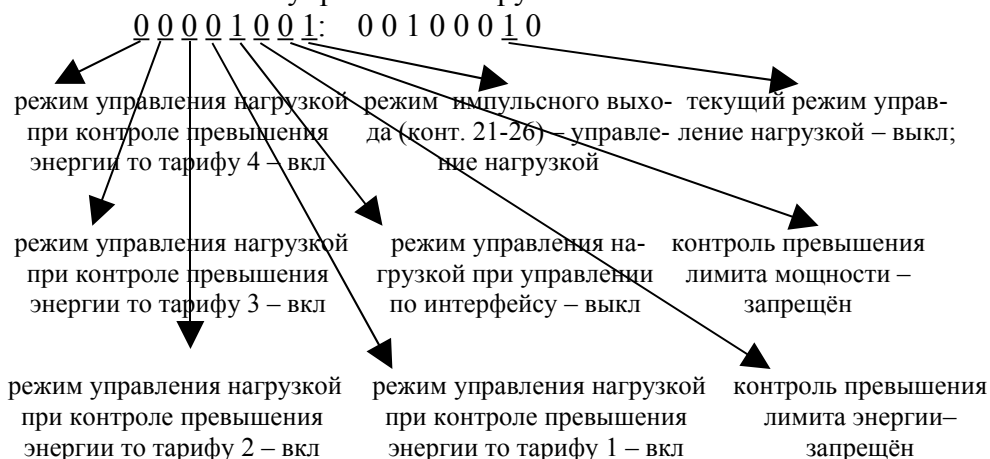 0 0 0 0 1 0 0 1: 0 0 1 0 0 0 1 0
режим управления нагрузкой
при контроле превышения
энергии то тарифу 4 – вкл
режим импульсного выхо-
да (конт. 21-26) – управле-
ние нагрузкой
текущий режим управ-
ление нагрузкой – выкл;
режим управления нагрузкой
при контроле превышения
энергии то тарифу 3 – вкл
режим управления на-
грузкой при управлении
по интерфейсу – выкл
контроль превышения
лимита мощности –
запрещён
режим управления нагрузкой
при контроле превышения
энергии то тарифу 2 – вкл
режим управления нагрузкой
при контроле превышения
энергии то тарифу 1 – вкл
контроль превышения
лимита энергии–
запрещён